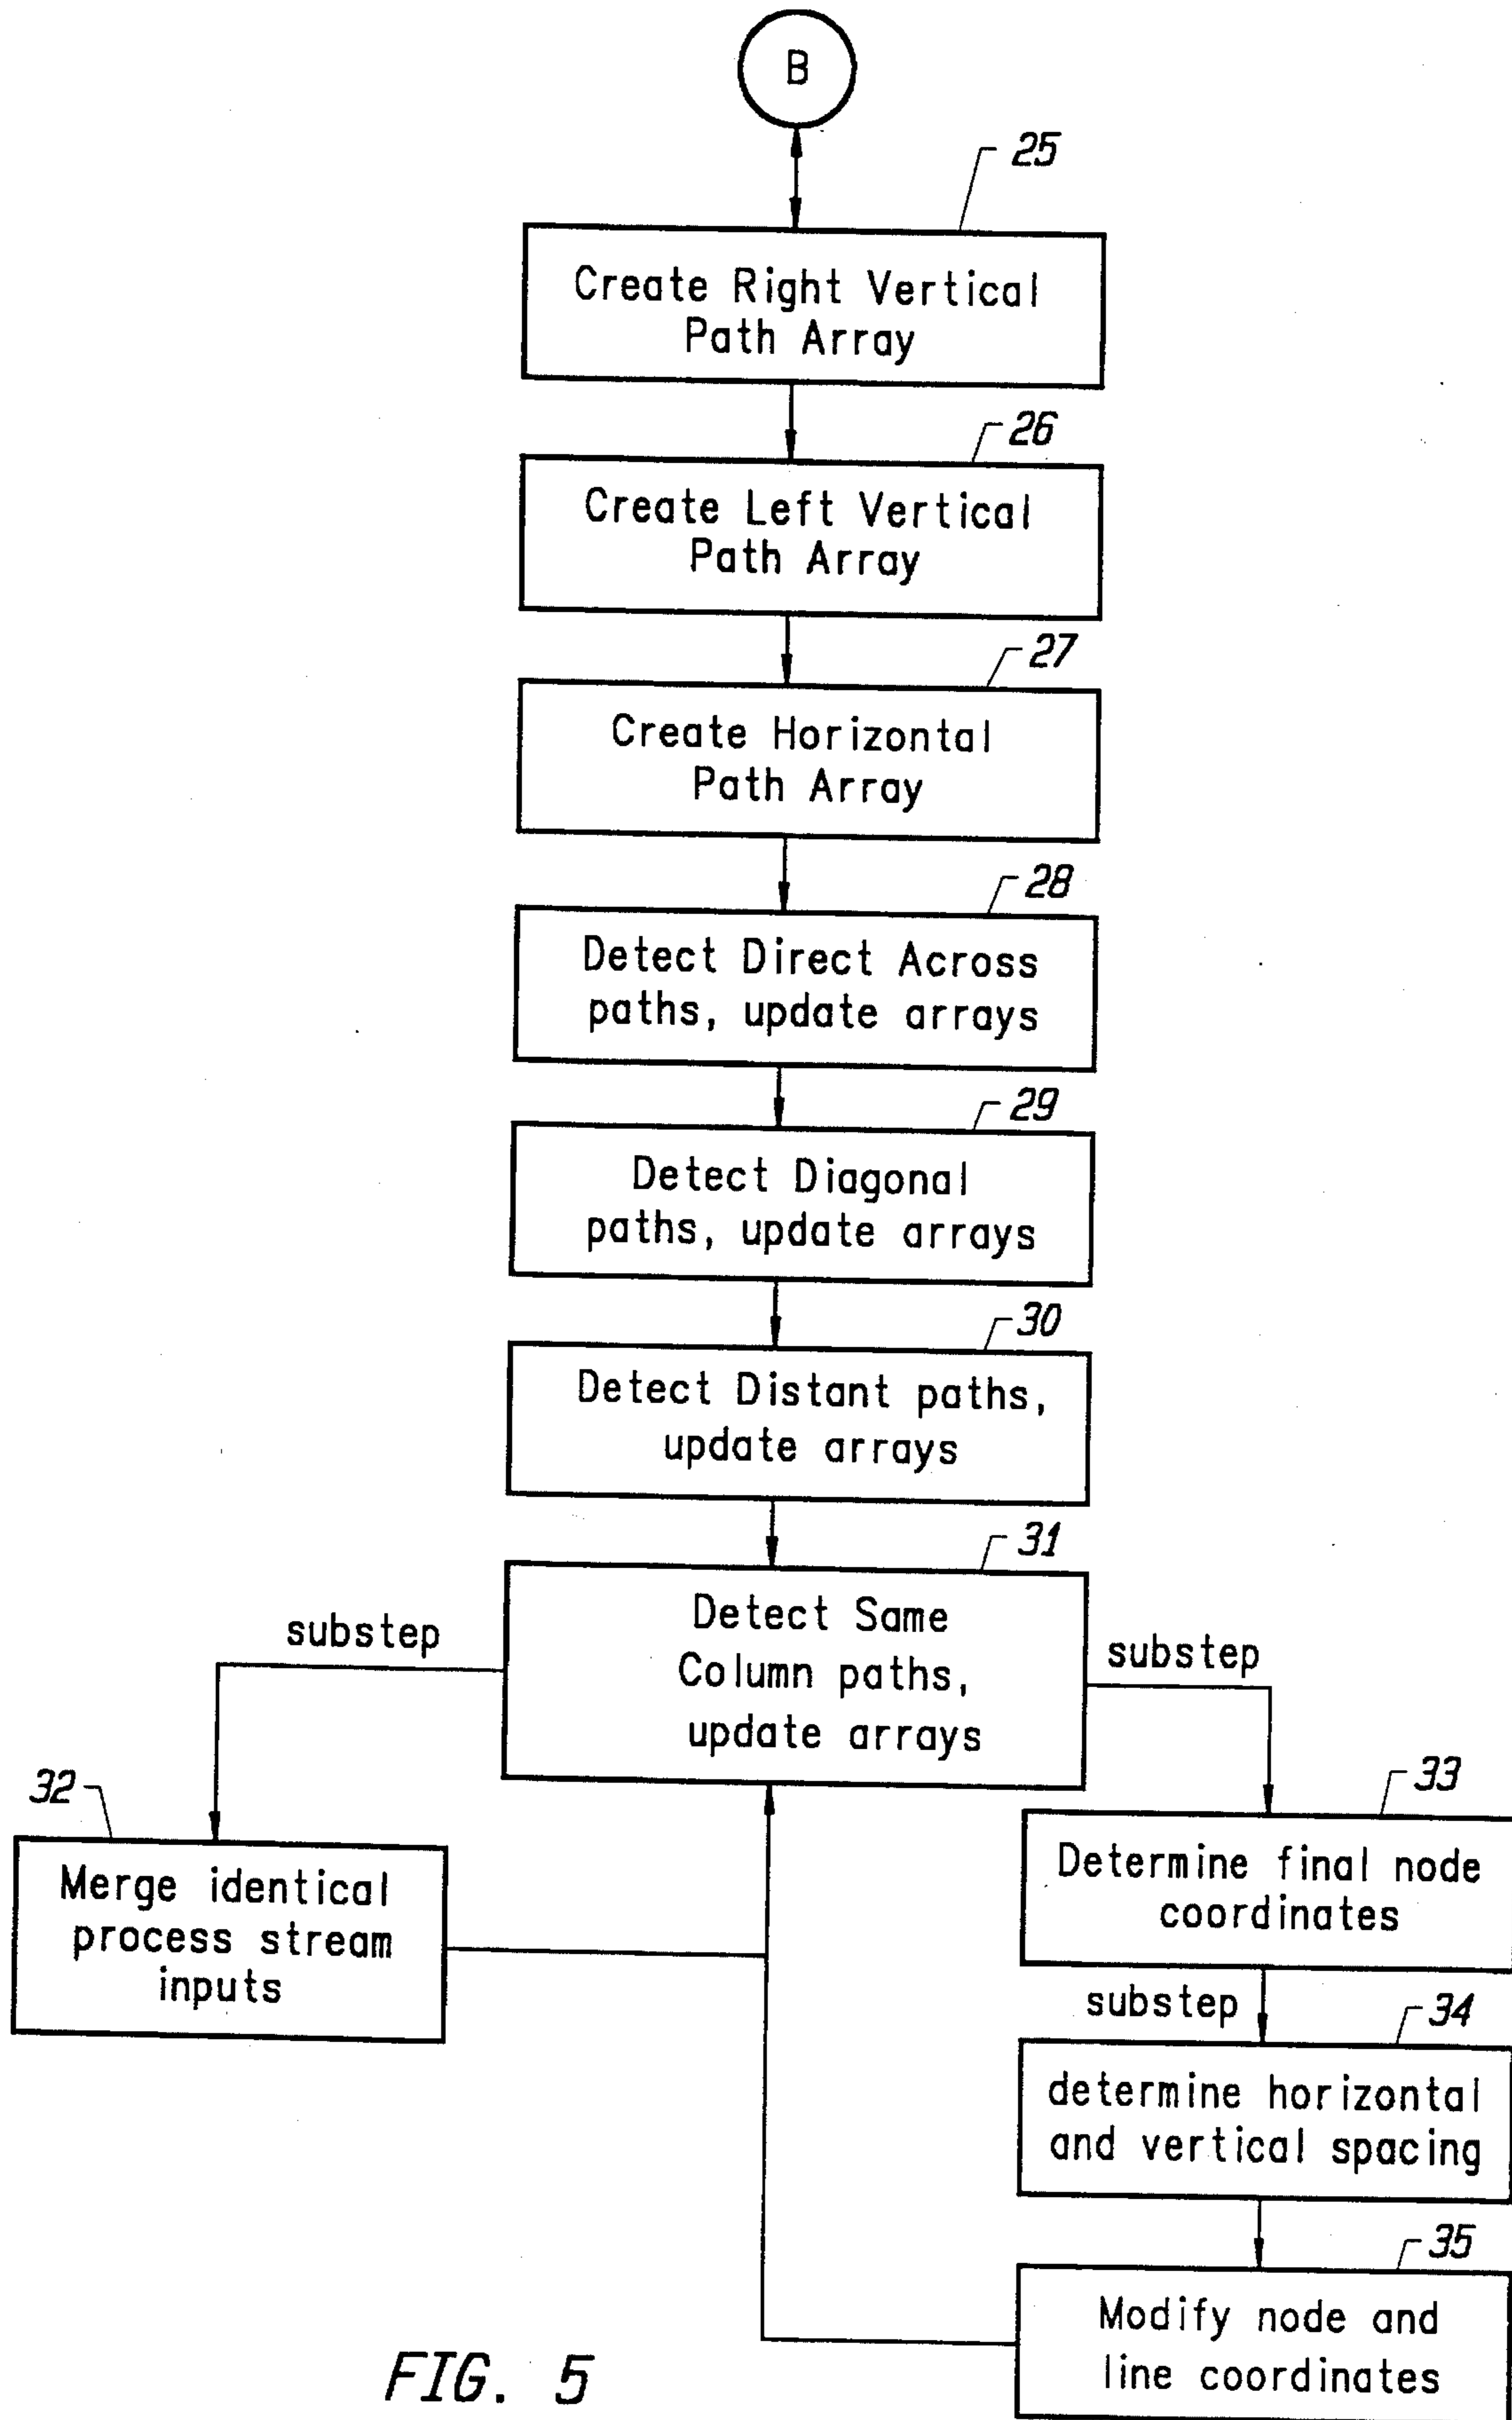 B
25
Create Right Vertical
Path Array
26
Create Left Vertical
Path Array
27
Create Horizontal
Path Array
28
Detect Direct Across
paths, update arrays
29
Detect Diagonal
paths, update arrays
30
Detect Distant paths,
update arrays
31
Detect Same
Column paths,
update arrays
substep
substep
32
Merge identical
process stream
inputs
33
Determine final node
coordinates
substep
34
determine horizontal
and vertical spacing
35
Modify node and
line coordinates
FIG. 5